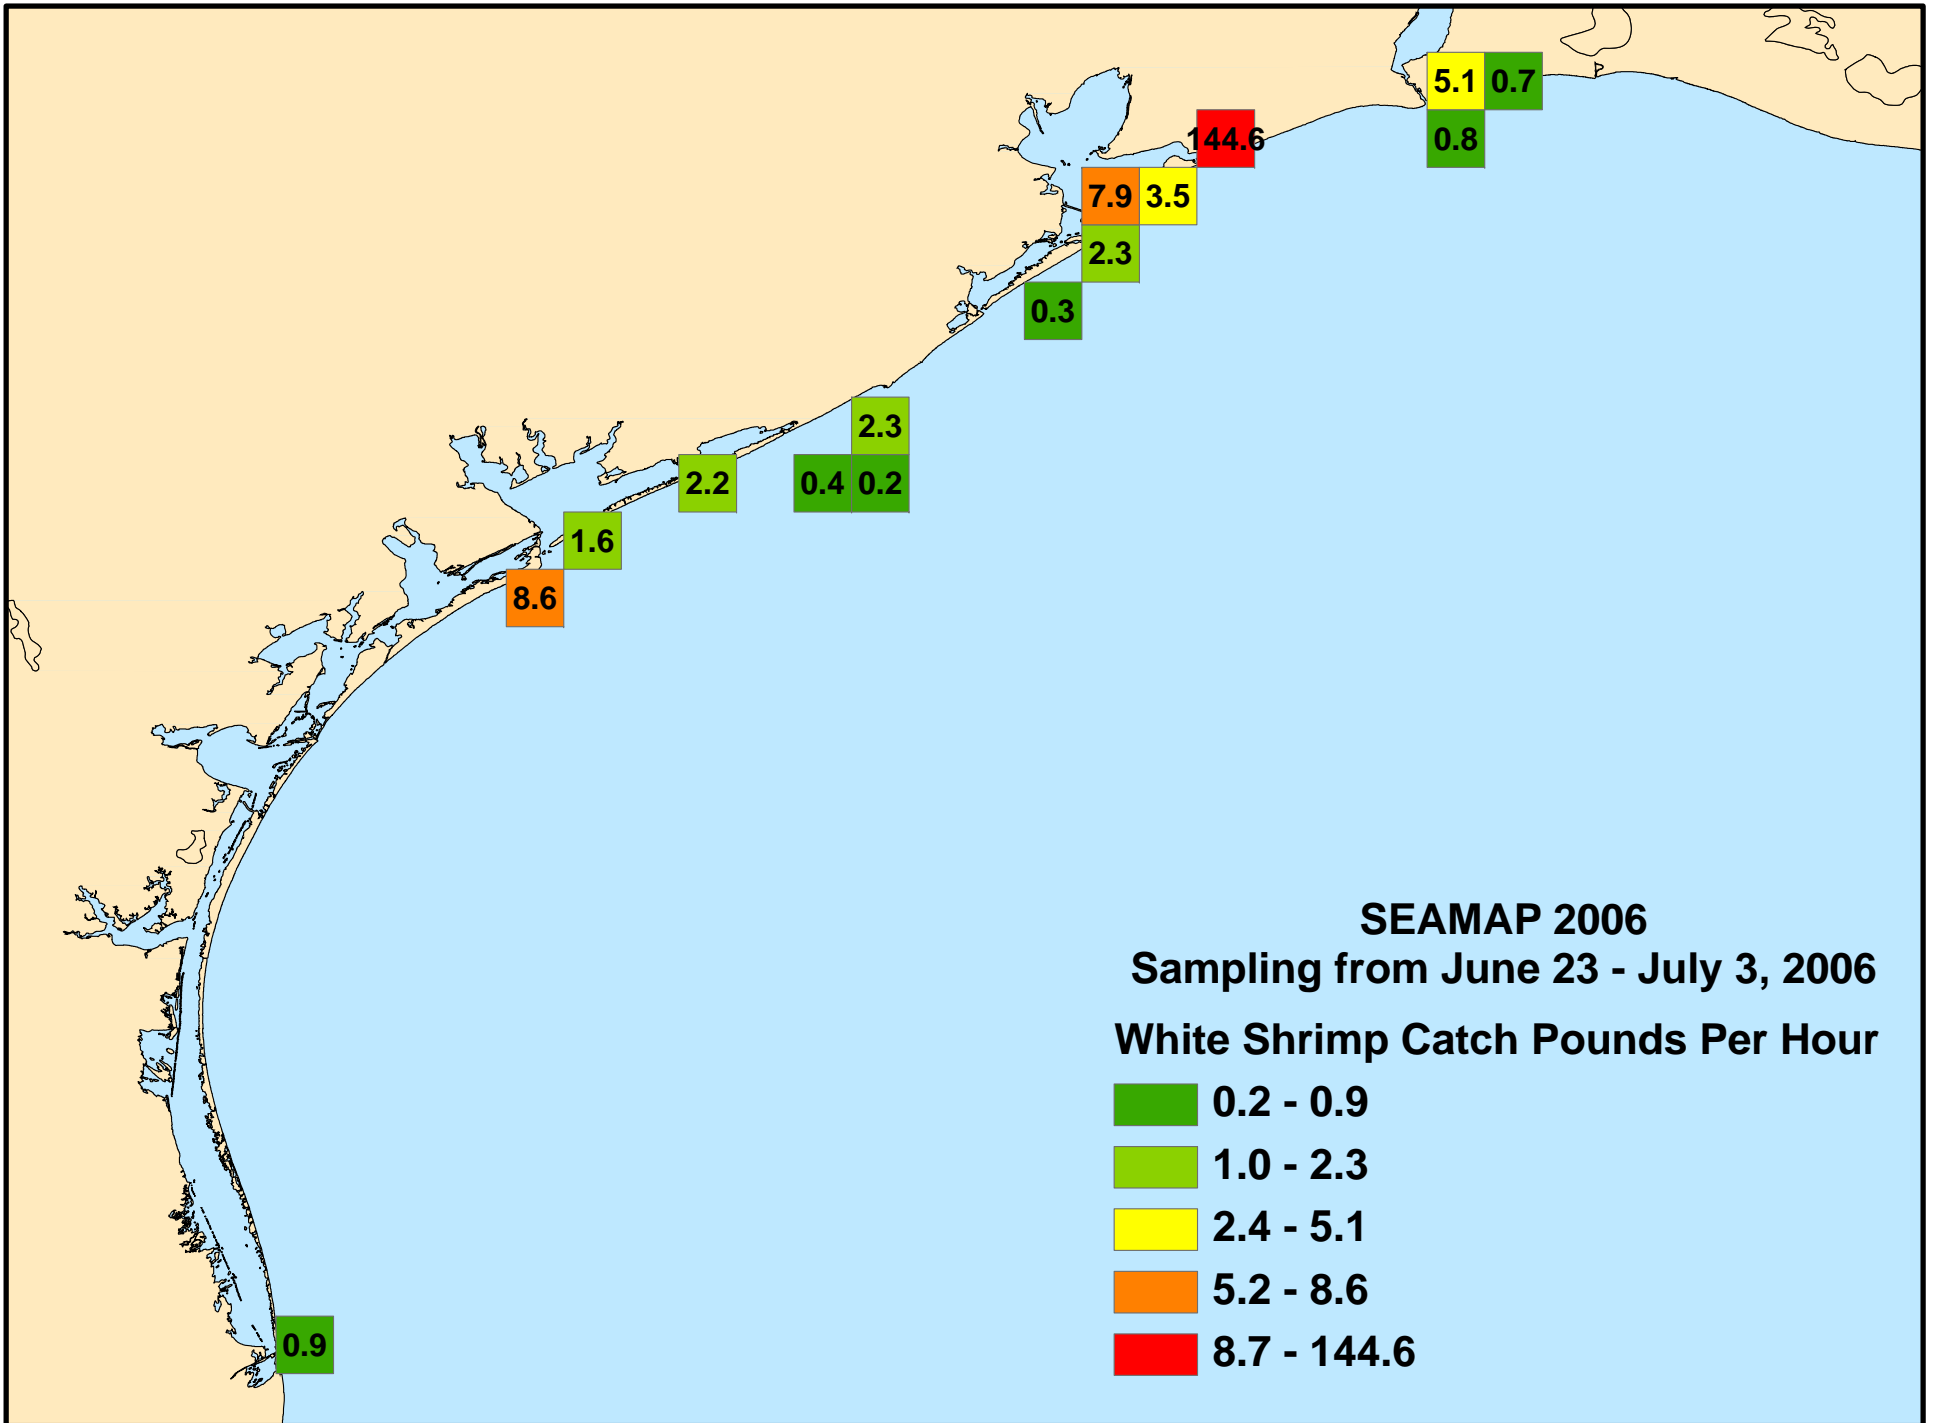 5.1 0.7
144.6
0.8
7.9 3.5
2.3
0.3
2.3
2.2
0.4 0.2
1.6
8.6
SEAMAP 2006
Sampling from June 23 - July 3, 2006
White Shrimp Catch Pounds Per Hour
0.2 - 0.9
1.0 - 2.3
2.4 - 5.1
5.2 - 8.6
8.7 - 144.6
0.9